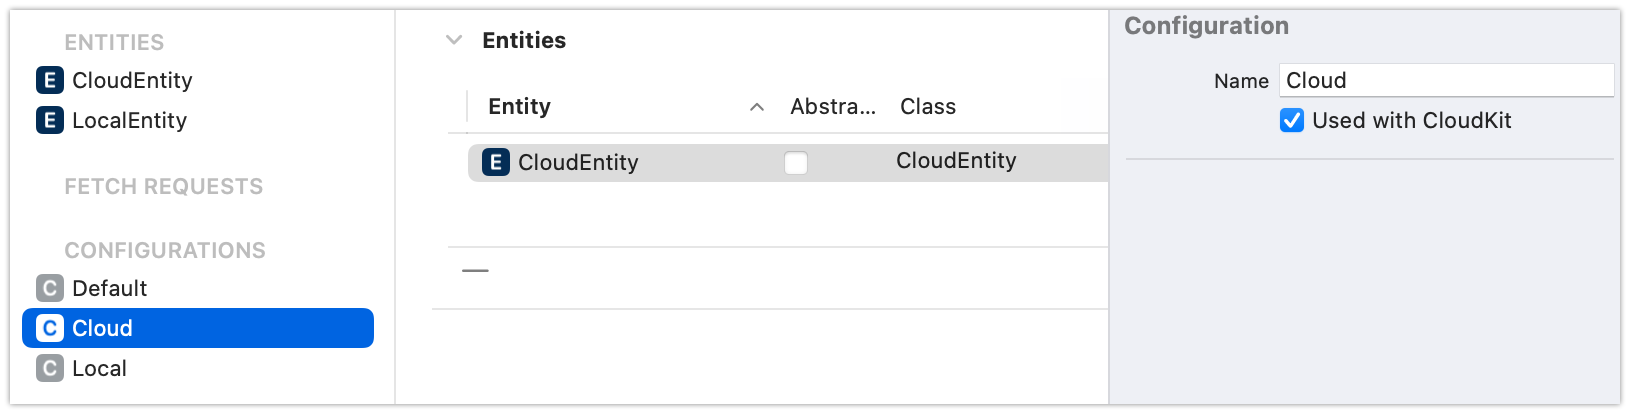 ENTITIES
E CloudEntity
E LocalEntity
FETCH REQUESTS
CONFIGURATIONS
C Default
C Cloud
C Local
Entities
Entity Abstra... Class
E CloudEntity CloudEntity
Configuration
Name Cloud
Used with CloudKit